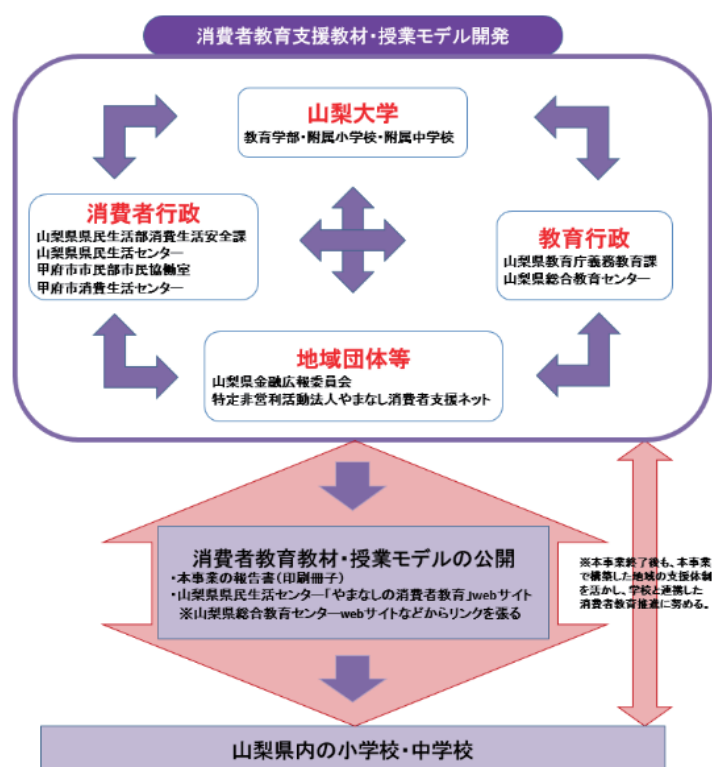 消費者教育支援教材・授業モデル開発
山梨大学
教育学部・附属小学校・附属中学校
消費者行政
山梨県県民生活部消費生活安全課
山梨県県民生活センター
甲府市市民部市民協働室
甲府市消費生活センター
教育行政
山梨県教育庁義務教育課
山梨県総合教育センター
地域団体等
山梨県金融広報委員会
特定非営利活動法人やまなし消費者支援ネット
消費者教育教材・授業モデルの公開
・本事業の報告書(印刷冊子)
・山梨県県民生活センター「やまなしの消費者教育」webサイト
※山梨県総合教育センターwebサイトなどからリンクを張る
※本事業終了後も、本事業
で構築した地域の支援体制
を活かし、学校と連携した
消費者教育推進に努める。
山梨県内の小学校・中学校